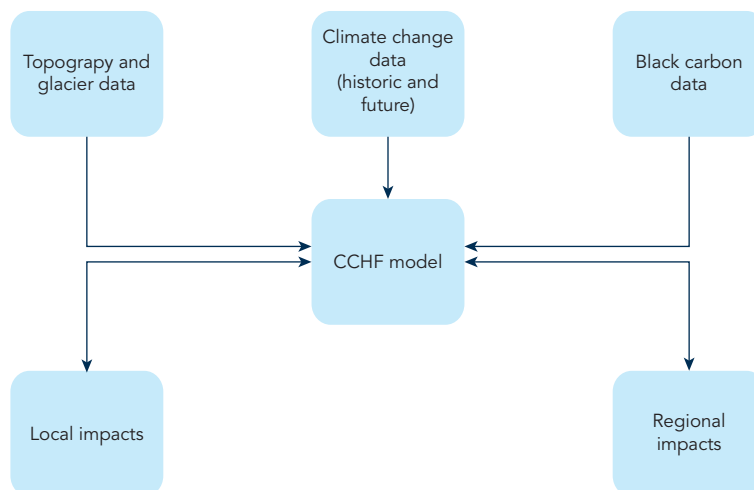 Topograpy and
glacier data
Climate change
data
(historic and
future)
Black carbon
data
CCHF model
Local impacts
Regional
impacts